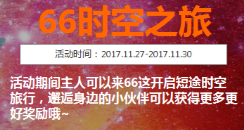 66时空之旅
活动时间：2017.11.27-2017.11.30
活动期间主人可以来66这开启短途时空
旅行，邂逅身边的小伙伴可以获得更多更
好奖励哦~